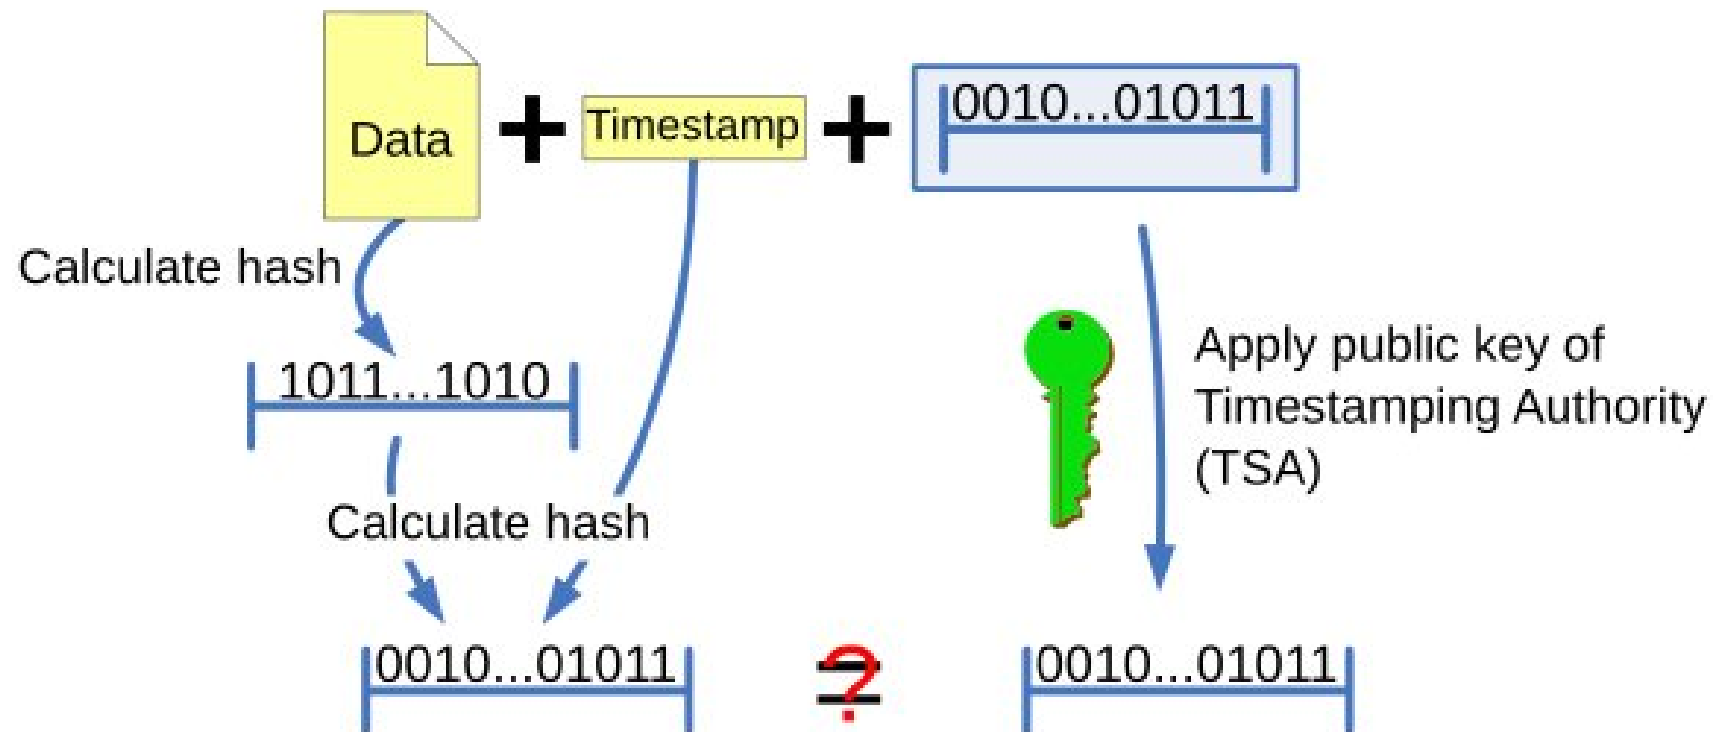 Data
+
Timestamp
+
0010...01011
Calculate hash
1011...1010
Apply public key of
Timestamping Authority
(TSA)
Calculate hash
0010...01011
=
?
0010...01011